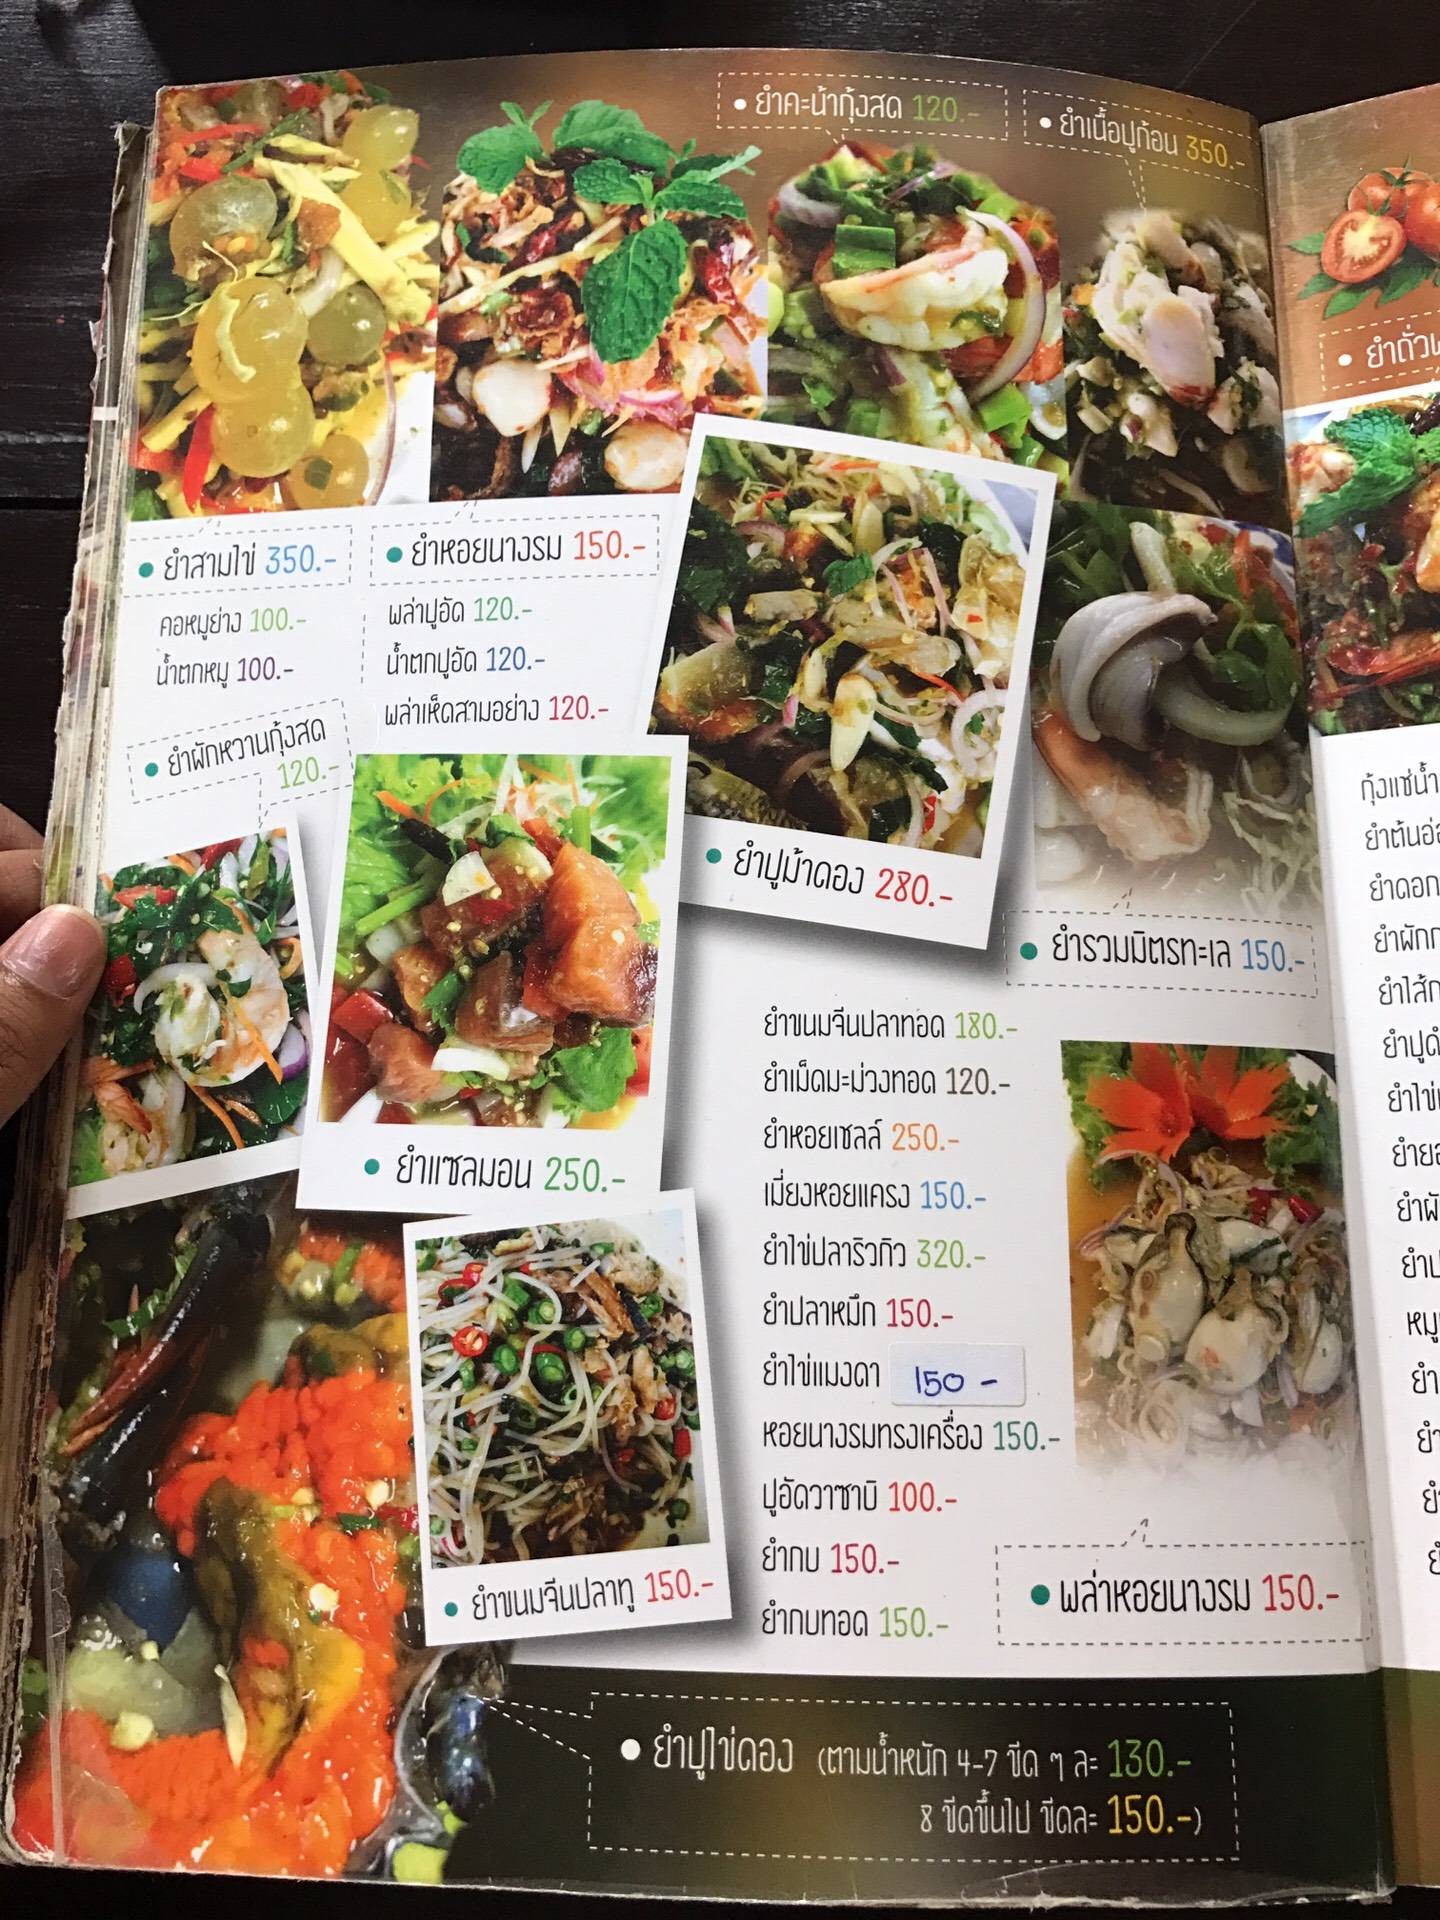 • ยำคะน้ากุ้งสด 120.-
• ยำเนื้อปูก้อน 350.-
• ยำสามไข่ 350.-
คอหมูย่าง 100.-
น้ำตกหมู 100.-
• ยำหอยนางรม 150.-
พล่าปูอัด 120.-
น้ำตกปูอัด 120.-
พล่าเห็ดสามอย่าง 120.-
• ยำผักหวานกุ้งสด
120.-
• ยำปูม้าดอง 280.-
• ยำรวมมิตรทะเล 150.-
• ยำแซลมอน 250.-
ยำขนมจีนปลาทอด 180.-
ยำเม็ดมะม่วงทอด 120.-
ยำหอยเชลล์ 250.-
เมี่ยงหอยแครง 150.-
ยำไข่ปลาริวกิว 320.-
ยำปลาหมึก 150.-
ยำไข่แมงดา 150 -
หอยนางรมทรงเครื่อง 150.-
ปูอัดวาซาบิ 100.-
ยำกบ 150.-
ยำกบทอด 150.-
• ยำขนมจีนปลาทู 150.-
• พล่าหอยนางรม 150.-
• ยำปูไข่ดอง (ตามน้ำหนัก 4-7 ขีด ๆ ละ 130.-
8 ขีดขึ้นไป ขีดละ 150.-)
กุ้งแช่น้ำ